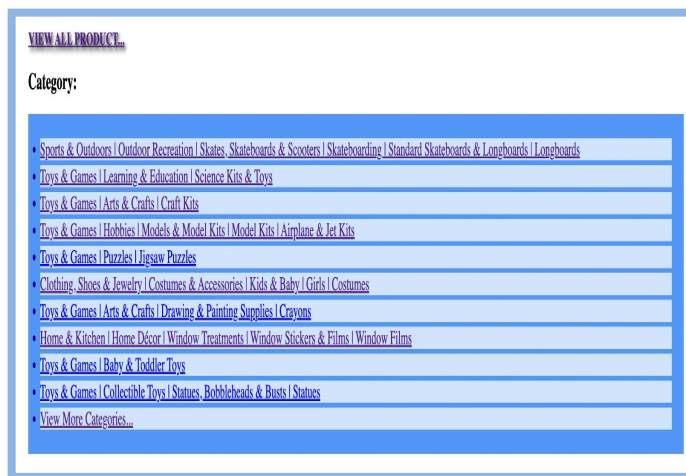 VIEW ALL PRODUCT...
Category:
Sports & Outdoors | Outdoor Recreation | Skates, Skateboards & Scooters | Skateboarding | Standard Skateboards & Longboards | Longboards
Toys & Games | Learning & Education | Science Kits & Toys
Toys & Games | Arts & Crafts | Craft Kits
Toys & Games | Hobbies | Models & Model Kits | Model Kits | Airplane & Jet Kits
Toys & Games | Puzzles | Jigsaw Puzzles
Clothing, Shoes & Jewelry | Costumes & Accessories | Kids & Baby | Girls | Costumes
Toys & Games | Arts & Crafts | Drawing & Painting Supplies | Crayons
Home & Kitchen | Home Décor | Window Treatments | Window Stickers & Films | Window Films
Toys & Games | Baby & Toddler Toys
Toys & Games | Collectible Toys | Statues, Bobbleheads & Busts | Statues
View More Categories...